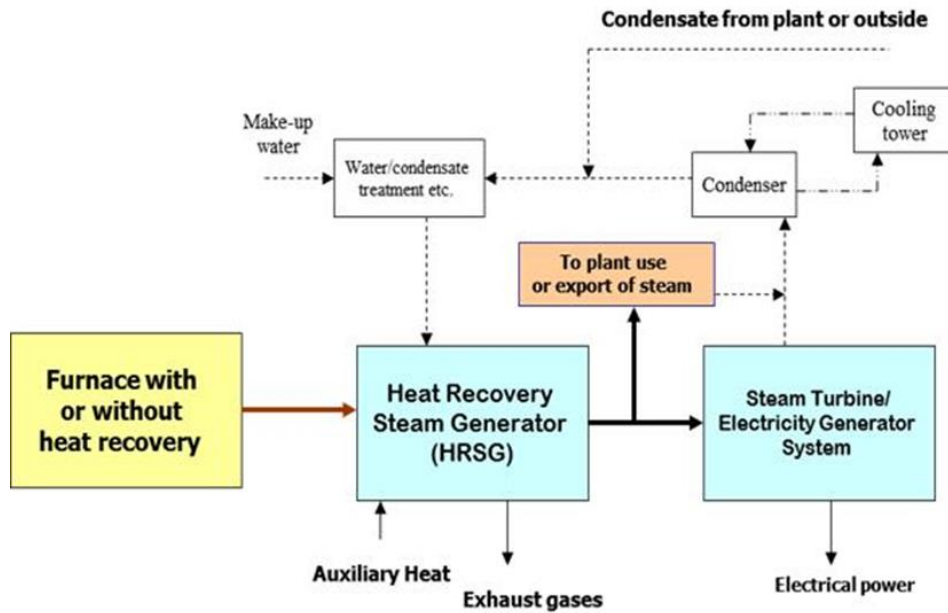 Condensate from plant or outside
Make-up
water
Water/condensate
treatment etc.
Condenser
Cooling
tower
To plant use
or export of steam
Furnace with
or without
heat recovery
Heat Recovery
Steam Generator
(HRSG)
Steam Turbine/
Electricity Generator
System
Auxiliary Heat
Exhaust gases
Electrical power